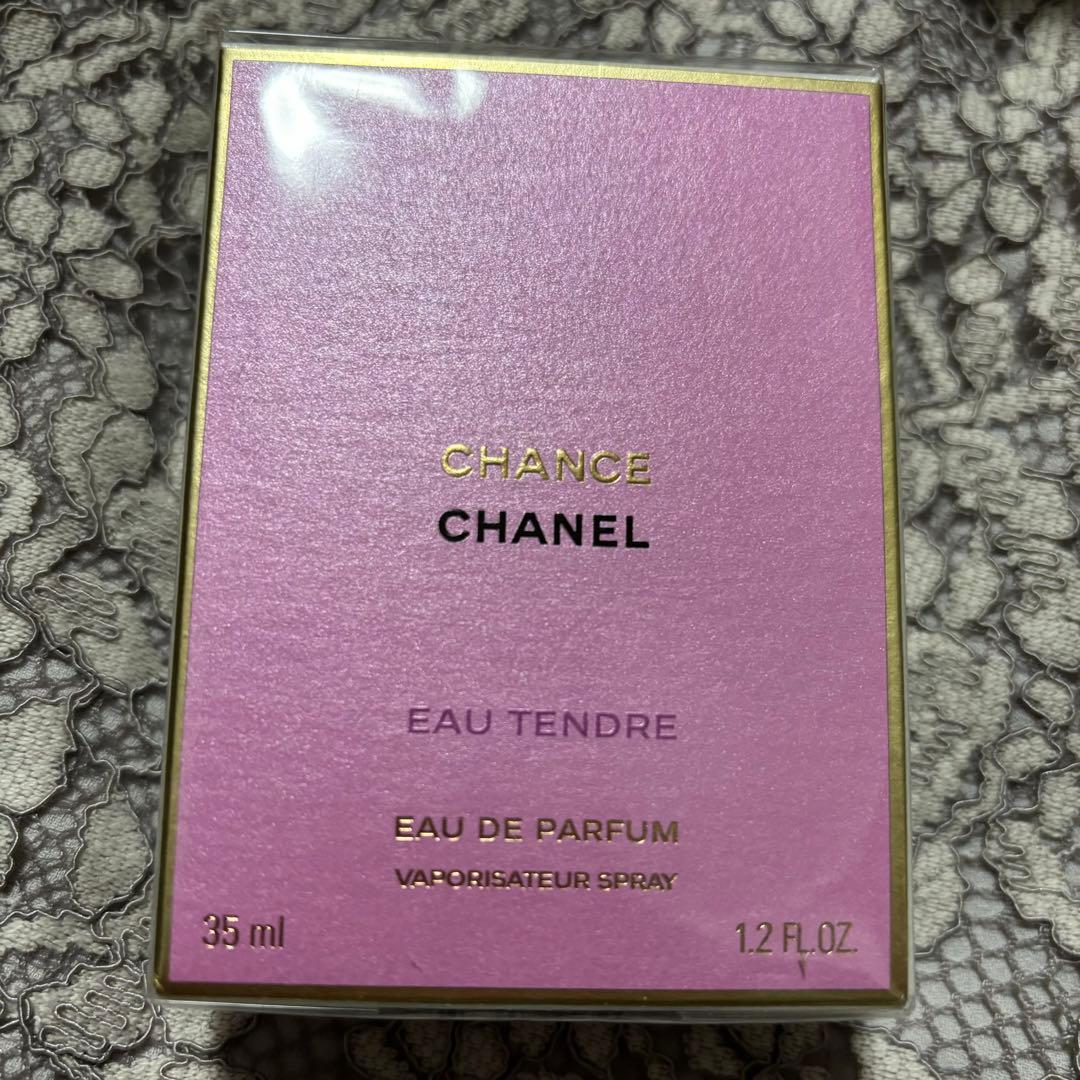 CHANCE
CHANEL
EAU TENDRE
EAU DE PARFUM
VAPORISATEUR SPRAY
35 ml
1.2 FL.OZ.